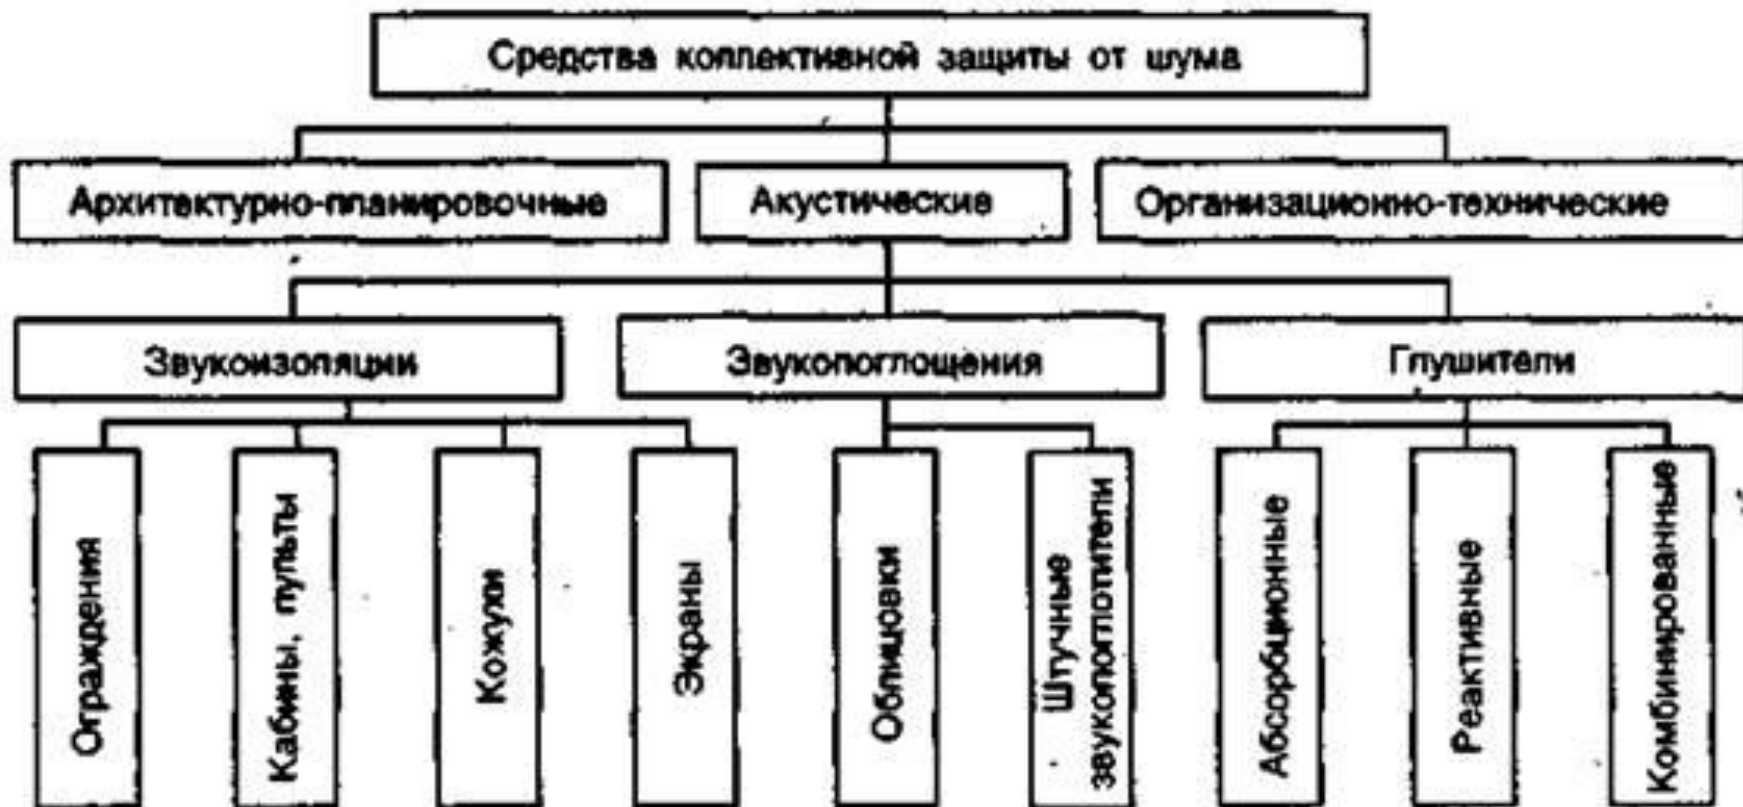 Средства коллективной защиты от шума
Архитектурно-планировочные
Акустические
Организационно-технические
Звукоизоляции
Звукопоглощения
Глушители
Ограждения
Кабины, пульты
Кожухи
Экраны
Облицовки
Штучные
звукопоглотители
Абсорбционные
Реактивные
Комбинированные